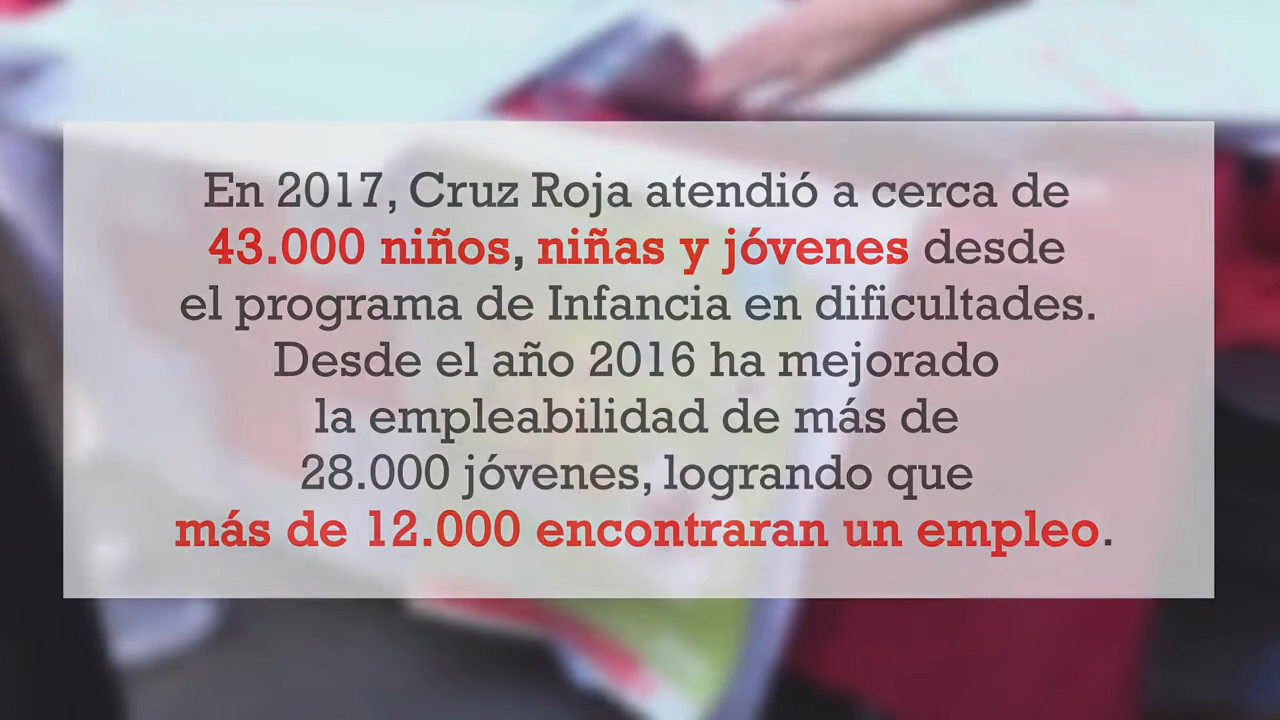 En 2017, Cruz Roja atendió a cerca de
43.000 niños, niñas y jóvenes desde
el programa de Infancia en dificultades.
Desde el año 2016 ha mejorado
la empleabilidad de más de
28.000 jóvenes, logrando que
más de 12.000 encontraran un empleo.